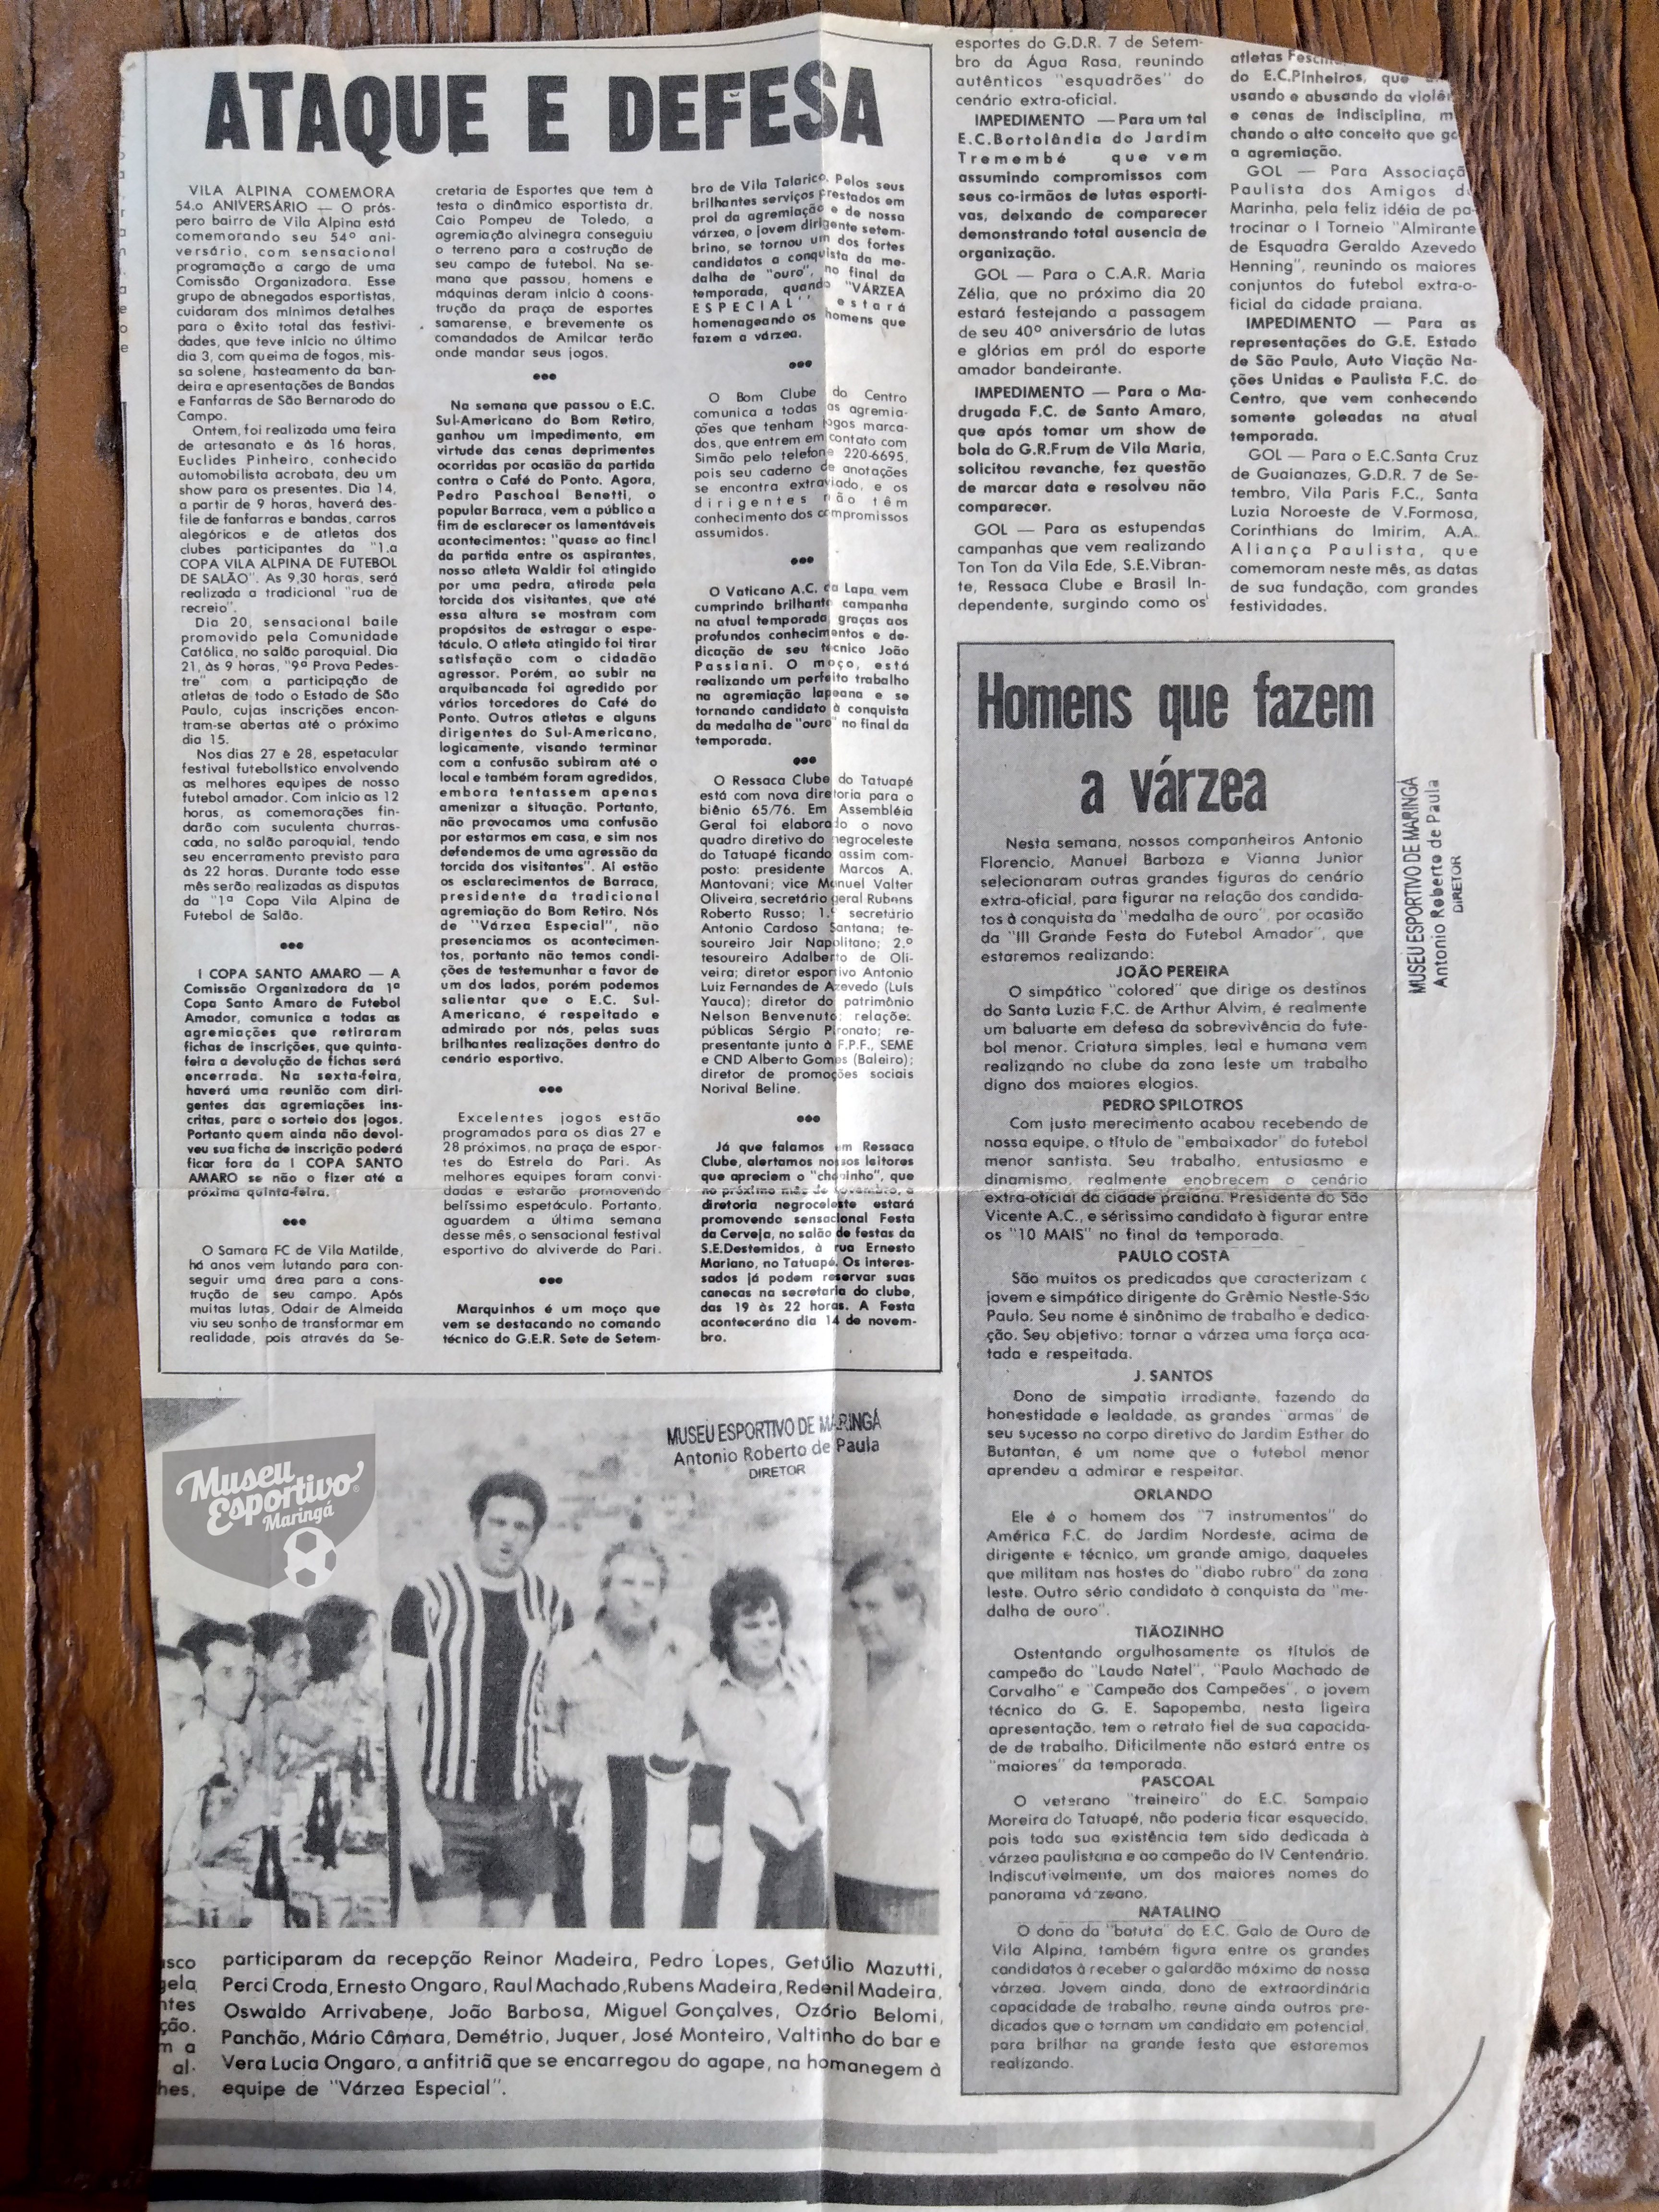 ATAQUE E DEFESA
VILA ALPINA COMEMORA
54.o ANIVERSÁRIO — O prós-
pero bairro de Vila Alpina está
comemorando seu 54º ani-
versário, com sensacional
programação a cargo de uma
Comissão Organizadora. Esse
grupo de abnegados esportistas,
cuidaram dos mínimos detalhes
para o êxito total das festivi-
dades, que teve início no último
dia 3, com queima de fogos, mis-
sa solene, hasteamento da ban-
deira e apresentações de Bandas
e Fanfarras de São Bernarodo do
Campo.
Ontem, foi realizada uma feira
de artesanato e às 16 horas,
Euclides Pinheiro, conhecido
automobilista acrobata, deu um
show para os presentes. Dia 14,
a partir de 9 horas, haverá des-
file de fanfarras e bandas, carros
alegóricos e de atletas dos
clubes participantes da "1.a
COPA VILA ALPINA DE FUTEBOL
DE SALÃO". As 9,30 horas, será
realizada a tradicional "rua de
recreio".
Dia 20, sensacional baile
promovido pela Comunidade
Católica, no salão paroquial. Dia
21, às 9 horas, "9ª Prova Pedes-
tre" com a participação de
atletas de todo o Estado de São
Paulo, cujas inscrições encon-
tram-se abertas até o próximo
dia 15.
Nos dias 27 e 28, espetacular
festival futebolístico envolvendo
as melhores equipes de nosso
futebol amador. Com início as 12
horas, as comemorações fin-
darão com suculenta churras-
cada, no salão paroquial, tendo
seu encerramento previsto para
às 22 horas. Durante todo esse
mês serão realizadas as disputas
da "1ª Copa Vila Alpina de
Futebol de Salão.
•••
I COPA SANTO AMARO — A
Comissão Organizadora da 1ª
Copa Santo Amaro de Futebol
Amador, comunica a todas as
agremiações que retiraram
fichas de inscrições, que quinta-
feira a devolução de fichas será
encerrada. Na sexta-feira,
haverá uma reunião com diri-
gentes das agremiações ins-
critas, para o sorteio dos jogos.
Portanto quem ainda não devol-
veu sua ficha de inscrição poderá
ficar fora da I COPA SANTO
AMARO se não o fizer até a
próxima quinta-feira.
•••
O Samara FC de Vila Matilde,
há anos vem lutando para con-
seguir uma área para a cons-
trução de seu campo. Após
muitas lutas, Odair de Almeida
viu seu sonho de transformar em
realidade, pois através da Se-
cretaria de Esportes que tem à
testa o dinâmico esportista dr.
Caio Pompeu de Toledo, a
agremiação alvinegra conseguiu
o terreno para a costrução de
seu campo de futebol. Na se-
mana que passou, homens e
máquinas deram início à coons-
trução da praça de esportes
samarense, e brevemente os
comandados de Amilcar terão
onde mandar seus jogos.
•••
Na semana que passou o E.C.
Sul-Americano do Bom Retiro,
ganhou um impedimento, em
virtude das cenas deprimentes
ocorridas por ocasião da partida
contra o Café do Ponto. Agora,
Pedro Paschoal Benetti, o
popular Barraca, vem a público a
fim de esclarecer os lamentáveis
acontecimentos: "quase ao final
da partida entre os aspirantes,
nosso atleta Waldir foi atingido
por uma pedra, atirada pela
torcida dos visitantes, que até
essa altura se mostram com
propósitos de estragar o espe-
táculo. O atleta atingido foi tirar
satisfação com o cidadão
agressor. Porém, ao subir na
arquibancada foi agredido por
vários torcedores do Café do
Ponto. Outros atletas e alguns
dirigentes do Sul-Americano,
logicamente, visando terminar
com a confusão subiram até o
local e também foram agredidos,
embora tentassem apenas
amenizar a situação. Portanto,
não provocamos uma confusão
por estarmos em casa, e sim nos
defendemos de uma agressão da
torcida dos visitantes". Aí estão
os esclarecimentos de Barraca,
presidente da tradicional
agremiação do Bom Retiro. Nós
de "Várzea Especial", não
presenciamos os acontecimen-
tos, portanto não temos condi-
ções de testemunhar a favor de
um dos lados, porém podemos
salientar que o E.C. Sul-
Americano, é respeitado e
admirado por nós, pelas suas
brilhantes realizações dentro do
cenário esportivo.
•••
Excelentes jogos estão
programados para os dias 27 e
28 próximos, na praça de espor-
tes do Estrela do Pari. As
melhores equipes foram convi-
dadas e estarão promovendo
belíssimo espetáculo. Portanto,
aguardem a última semana
desse mês, o sensacional festival
esportivo do alviverde do Pari.
•••
Marquinhos é um moço que
vem se destacando no comando
técnico do G.E.R. Sete de Setem-
bro de Vila Talarico. Pelos seus
brilhantes serviços prestados em
prol da agremiação e de nossa
várzea, o jovem dirigente setem-
brino, se tornou um dos fortes
candidatos a conquista da me-
dalha de "ouro", no final da
temporada, quando "VÁRZEA
ESPECIAL" estará
homenageando os homens que
fazem a várzea.
•••
O Bom Clube do Centro
comunica a todas as agremia-
ções que tenham jogos marca-
dos, que entrem em contato com
Simão pelo telefone 220-6695,
pois seu caderno de anotações
se encontra extraviado, e os
dirigentes não têm
conhecimento dos compromissos
assumidos.
•••
O Vaticano A.C. da Lapa vem
cumprindo brilhante campanha
na atual temporada, graças aos
profundos conhecimentos e de-
dicação de seu técnico João
Passiani. O moço, está
realizando um perfeito trabalho
na agremiação lapeana e se
tornando candidato à conquista
da medalha de "ouro" no final da
temporada.
•••
O Ressaca Clube do Tatuapé
está com nova diretoria para o
biênio 65/76. Em Assembléia
Geral foi elaborado o novo
quadro diretivo do negroceleste
do Tatuapé ficando assim com-
posto: presidente Marcos A.
Mantovani; vice Manuel Valter
Oliveira, secretário geral Rubens
Roberto Russo; 1.º secretário
Antonio Cardoso Santana; te-
soureiro Jair Napolitano; 2.º
tesoureiro Adalberto de Oli-
veira; diretor esportivo Antonio
Luiz Fernandes de Azevedo (Luís
Yauca); diretor do patrimônio
Nelson Benvenuto; relações
públicas Sérgio Pironato; re-
presentante junto à F.P.F., SEME
e CND Alberto Gomes (Baleiro);
diretor de promoções sociais
Norival Beline.
•••
Já que falamos em Ressaca
Clube, alertamos nossos leitores
que apreciem o "chopinho", que
no próximo mês de novembro, a
diretoria negroceleste estará
promovendo sensacional Festa
da Cerveja, no salão de festas da
S.E.Destemidos, à rua Ernesto
Mariano, no Tatuapé. Os interes-
sados já podem reservar suas
canecas na secretaria do clube,
das 19 às 22 horas. A Festa
aconteceráno dia 14 de novem-
bro.
esportes do G.D.R. 7 de Setem-
bro da Água Rasa, reunindo
autênticos "esquadrões" do
cenário extra-oficial.
IMPEDIMENTO — Para um tal
E.C.Bortolândia do Jardim
Tremembé que vem
assumindo compromissos com
seus co-irmãos de lutas esporti-
vas, deixando de comparecer
demonstrando total ausencia de
organização.
GOL — Para o C.A.R. Maria
Zélia, que no próximo dia 20
estará festejando a passagem
de seu 40º aniversário de lutas
e glórias em pról do esporte
amador bandeirante.
IMPEDIMENTO — Para o Ma-
drugada F.C. de Santo Amaro,
que após tomar um show de
bola do G.R.Frum de Vila Maria,
solicitou revanche, fez questão
de marcar data e resolveu não
comparecer.
GOL — Para as estupendas
campanhas que vem realizando
Ton Ton da Vila Ede, S.E.Vibran-
te, Ressaca Clube e Brasil In-
dependente, surgindo como os
atletas
do E.C.Pinheiros, que
usando e abusando da
e cenas de indisciplina,
chando o alto conceito que
a agremiação.
GOL — Para
Paulista dos Amigos
Marinha, pela feliz idéia de pa-
trocinar o I Torneio "Almirante
de Esquadra Geraldo Azevedo
Henning", reunindo os maiores
conjuntos do futebol extra-o-
ficial da cidade praiana.
IMPEDIMENTO — Para as
representações do G.E. Estado
de São Paulo, Auto Viação Na-
ções Unidas e Paulista F.C. do
Centro, que vem conhecendo
somente goleadas na atual
temporada.
GOL — Para o E.C.Santa Cruz
de Guaianazes, G.D.R. 7 de Se-
tembro, Vila Paris F.C., Santa
Luzia Noroeste de V.Formosa,
Corinthians do Imirim, A.A.
Aliança Paulista, que
comemoram neste mês, as datas
de sua fundação, com grandes
festividades.
Homens que fazem
a várzea
Nesta semana, nossos companheiros Antonio
Florencio, Manuel Barboza e Vianna Junior
selecionaram outras grandes figuras do cenário
extra-oficial, para figurar na relação dos candida-
tos à conquista da "medalha de ouro", por ocasião
da "III Grande Festa do Futebol Amador", que
estaremos realizando:
JOÃO PEREIRA
O simpático "colored" que dirige os destinos
do Santa Luzia F.C. de Arthur Alvim, é realmente
um baluarte em defesa da sobrevivência do fute-
bol menor. Criatura simples, leal e humana vem
realizando no clube da zona leste um trabalho
digno dos maiores elogios.
PEDRO SPILOTROS
Com justo merecimento acabou recebendo de
nossa equipe, o título de "embaixador" do futebol
menor santista. Seu trabalho, entusiasmo e
dinamismo, realmente enobrecem o cenário
extra-oficial da cidade praiana. Presidente do São
Vicente A.C., e sérissimo candidato à figurar entre
os "10 MAIS" no final da temporada.
PAULO COSTA
São muitos os predicados que caracterizam o
jovem e simpático dirigente do Grêmio Nestle-São
Paulo. Seu nome é sinônimo de trabalho e dedica-
ção. Seu objetivo: tornar a várzea uma força aca-
tada e respeitada.
J. SANTOS
Dono de simpatia irradiante, fazendo da
honestidade e lealdade, as grandes "armas" de
seu sucesso no corpo diretivo do Jardim Esther do
Butantan, é um nome que o futebol menor
aprendeu a admirar e respeitar.
ORLANDO
Ele é o homem dos "7 instrumentos" do
América F.C. do Jardim Nordeste, acima de
dirigente e técnico, um grande amigo, daqueles
que militam nas hostes do "diabo rubro" da zona
leste. Outro sério candidato à conquista da "me-
dalha de ouro".
TIÃOZINHO
Ostentando orgulhosamente os títulos de
campeão do "Laudo Natel", "Paulo Machado de
Carvalho" e "Campeão dos Campeões", o jovem
técnico do G. E. Sapopemba, nesta ligeira
apresentação, tem o retrato fiel de sua capacida-
de de trabalho. Dificilmente não estará entre os
"maiores" da temporada.
PASCOAL
O veterano "treineiro" do E.C. Sampaio
Moreira do Tatuapé, não poderia ficar esquecido,
pois toda sua existência tem sido dedicada à
várzea paulistana e ao campeão do IV Centenário.
Indiscutivelmente, um dos maiores nomes do
panorama várzeano.
NATALINO
O dono da "batuta" do E.C. Galo de Ouro de
Vila Alpina, também figura entre os grandes
candidatos à receber o galardão máximo da nossa
várzea. Jovem ainda, dono de extraordinária
capacidade de trabalho, reune ainda outros pre-
dicados que o tornam um candidato em potencial,
para brilhar na grande festa que estaremos
realizando.
MUSEU ESPORTIVO DE MARINGÁ
Antonio Roberto de Paula
DIRETOR
MUSEU ESPORTIVO DE MARINGÁ
Antonio Roberto de Paula
DIRETOR
Museu
Esportivo
Maringá
participaram da recepção Reinor Madeira, Pedro Lopes, Getúlio Mazutti,
Perci Croda, Ernesto Ongaro, Raul Machado, Rubens Madeira, Redenil Madeira,
Oswaldo Arrivabene, João Barbosa, Miguel Gonçalves, Ozório Belomi,
Panchão, Mário Câmara, Demétrio, Juquer, José Monteiro, Valtinho do bar e
Vera Lucia Ongaro, a anfitriã que se encarregou do agape, na homanegem à
equipe de "Várzea Especial".